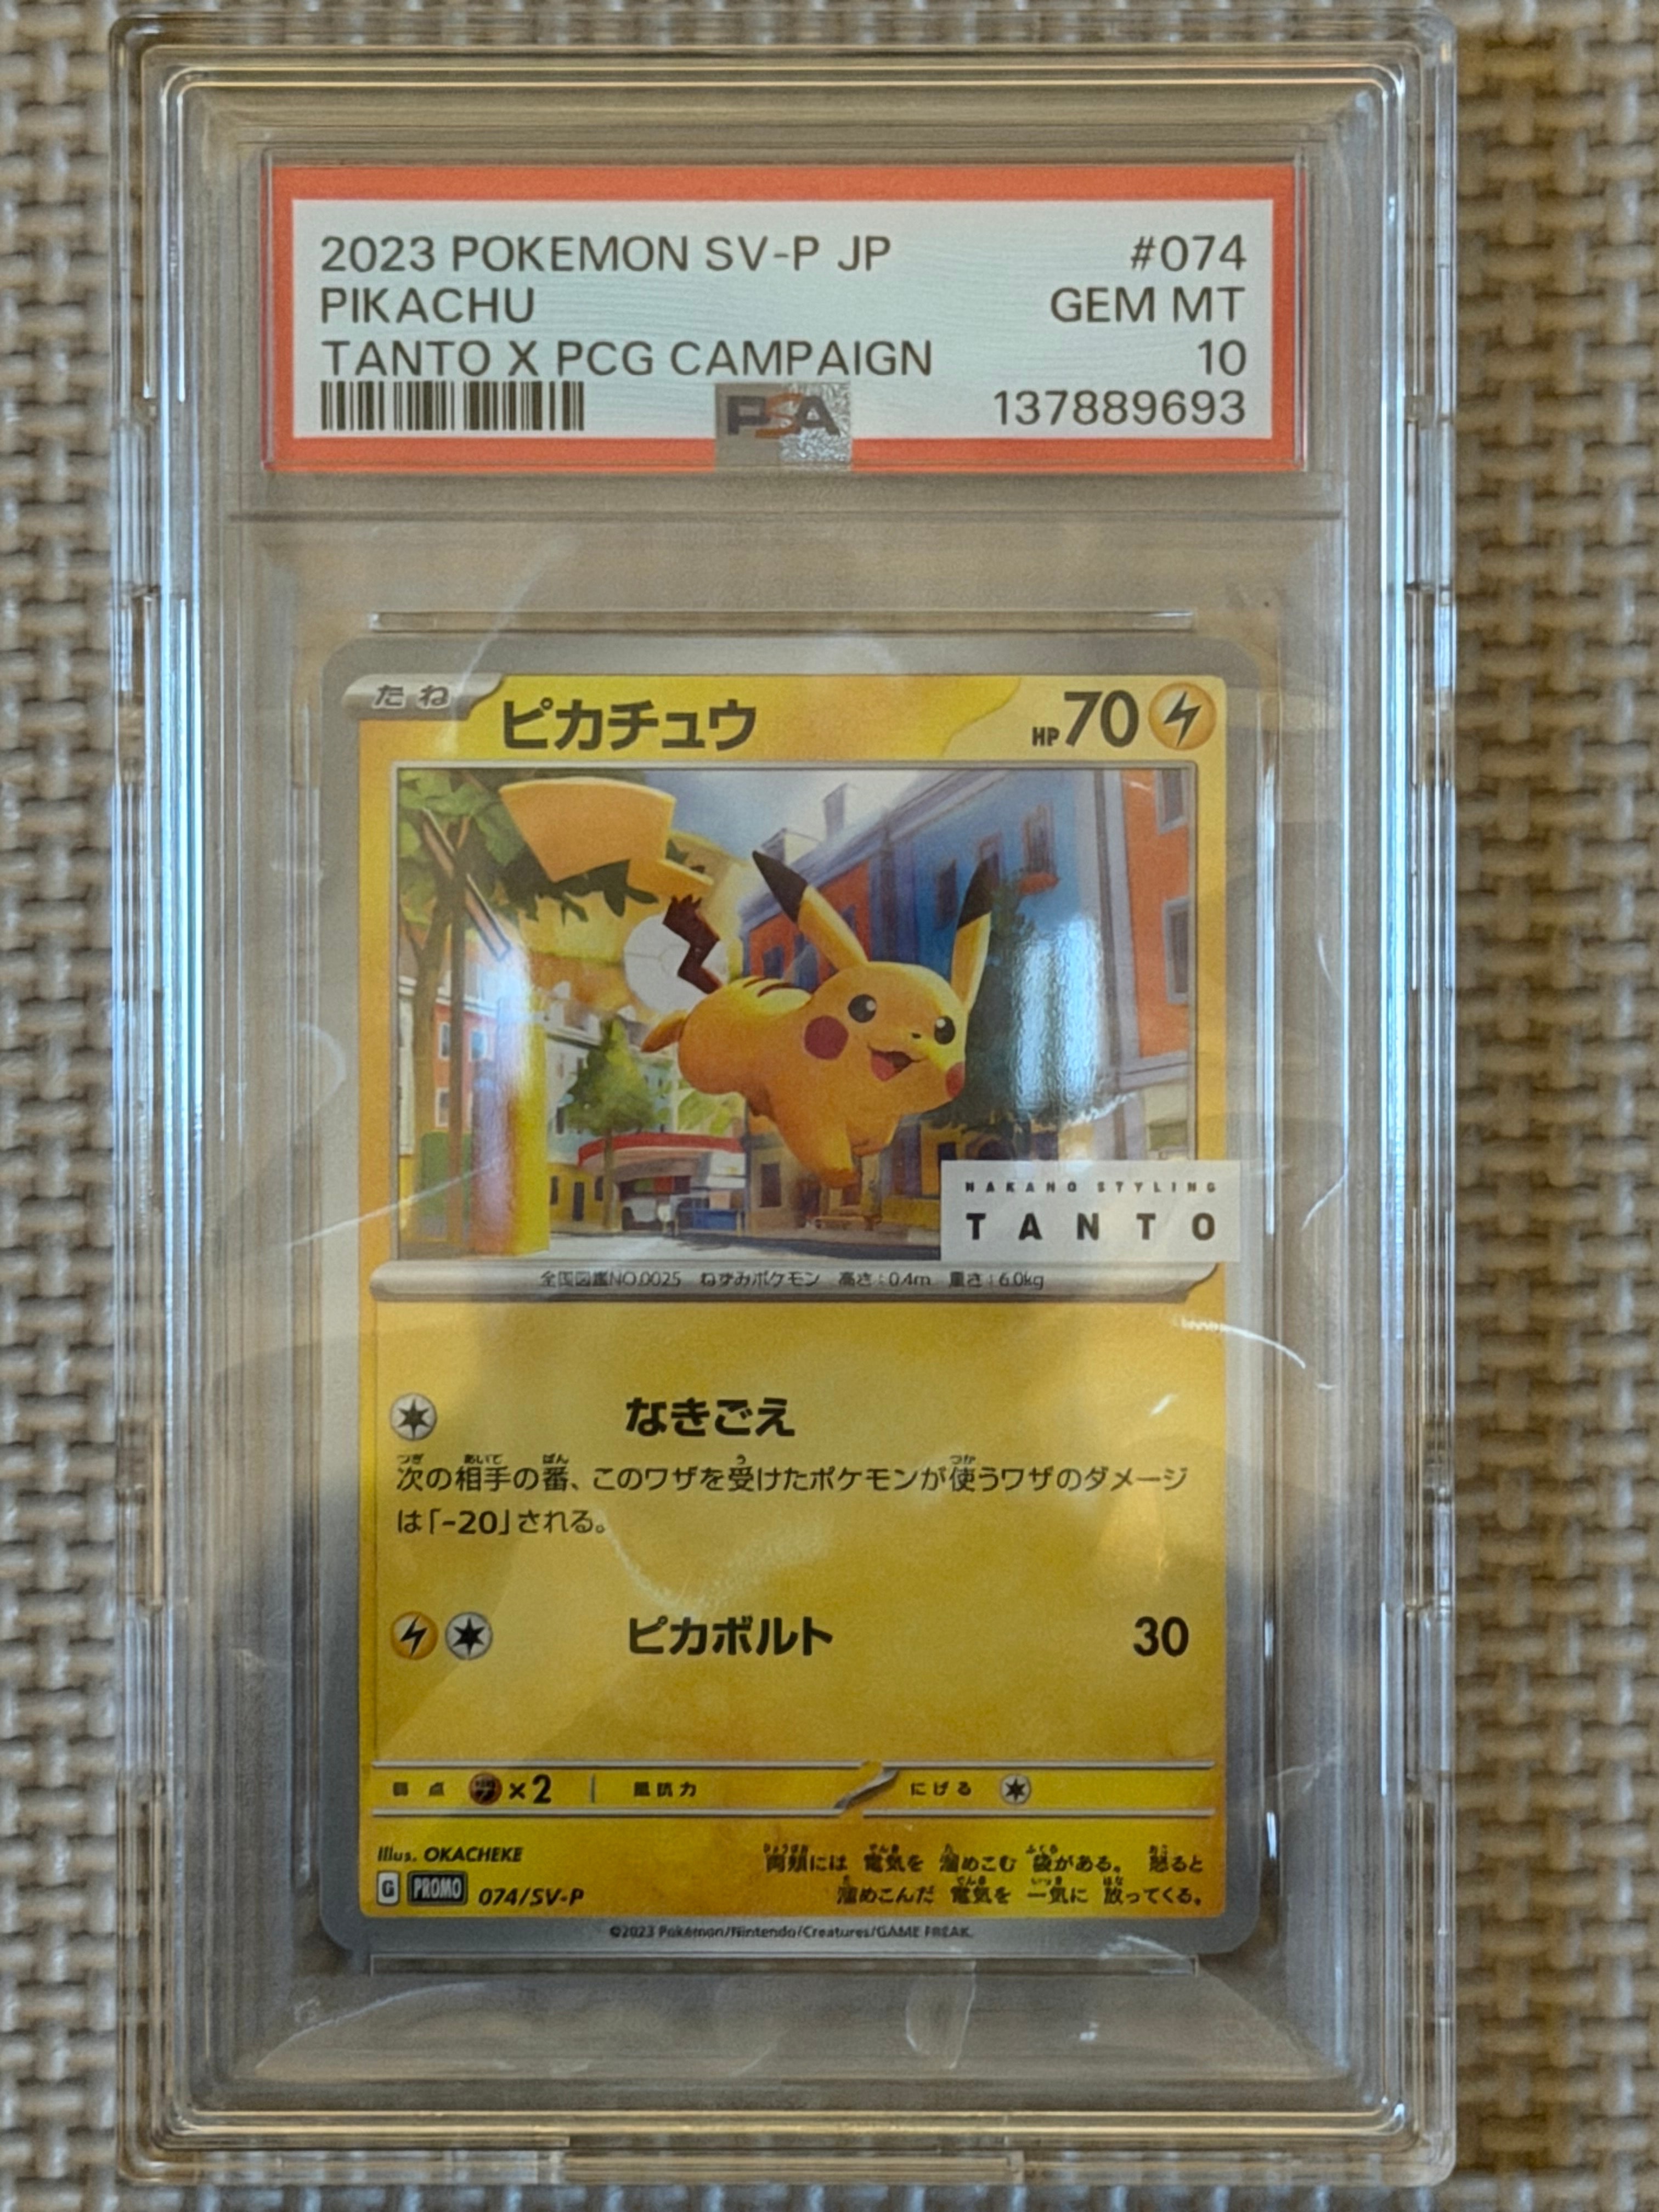 2023 POKEMON SV-P JP #074
PIKACHU GEM MT
TANTO X PCG CAMPAIGN 10
PSA 137889693
たね ピカチュウ HP70
NAKANO STYLING
TANTO
全国図鑑NO.0025 ねずみポケモン 高さ:0.4m 重さ:6.0kg
なきごえ
次の相手の番、このワザを受けたポケモンが使うワザのダメージ
は「-20」される。
ピカボルト 30
弱点 ×2 抵抗力 にげる
Illus. OKACHEKE
G PROMO 074/SV-P
両頬には 電気を 溜めこむ 袋がある。 怒ると
溜めこんだ 電気を 一気に 放ってくる。
©2023 Pokémon/Nintendo/Creatures/GAME FREAK.